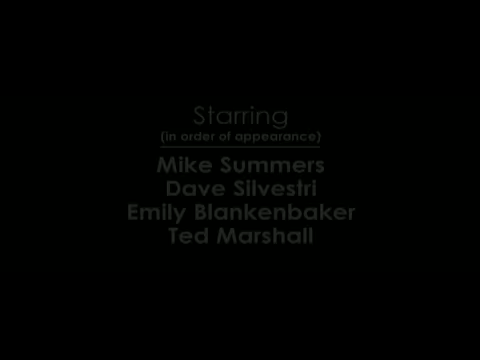 Starring
(in order of appearance)
Mike Summers
Dave Silvestri
Emily Blankenbaker
Ted Marshall